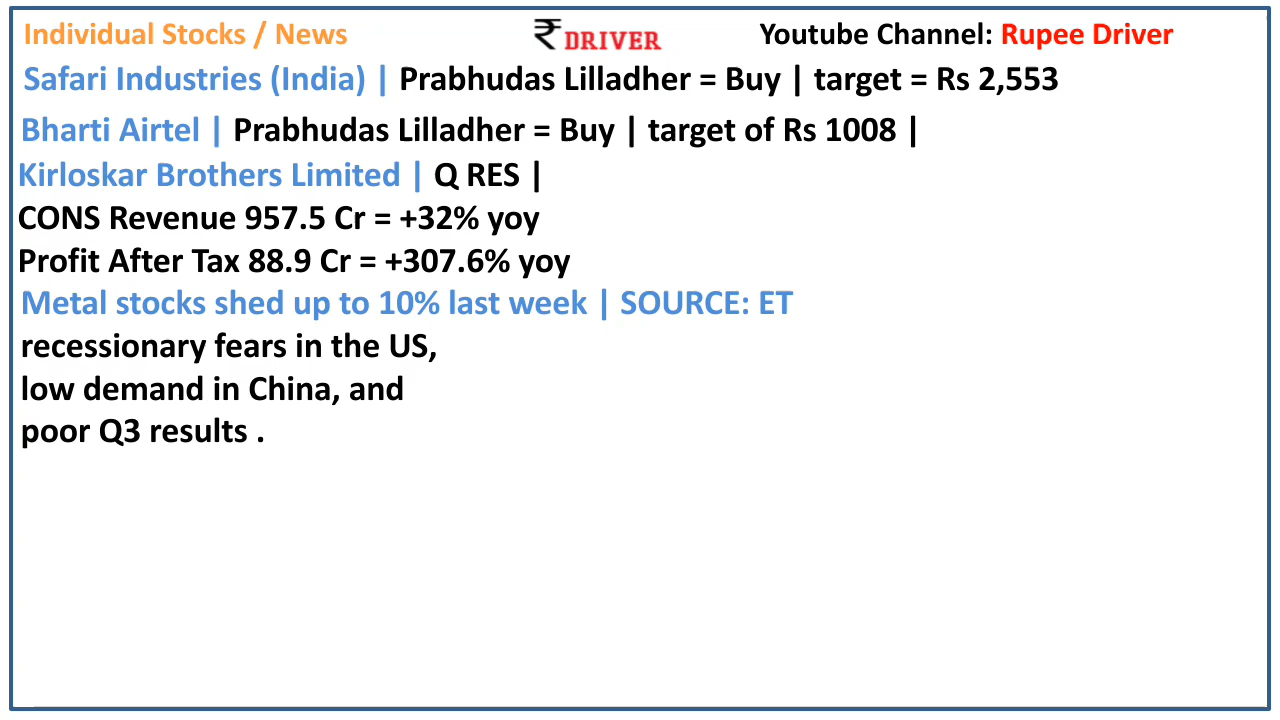 Individual Stocks / News
₹ DRIVER
Youtube Channel: Rupee Driver
Safari Industries (India) | Prabhudas Lilladher = Buy | target = Rs 2,553
Bharti Airtel | Prabhudas Lilladher = Buy | target of Rs 1008 |
Kirloskar Brothers Limited | Q RES |
CONS Revenue 957.5 Cr = +32% yoy
Profit After Tax 88.9 Cr = +307.6% yoy
Metal stocks shed up to 10% last week | SOURCE: ET
recessionary fears in the US,
low demand in China, and
poor Q3 results .